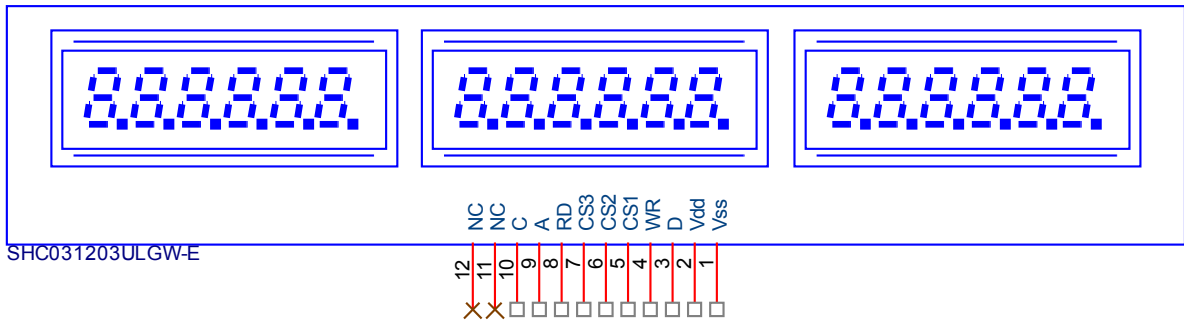 8.8.8.8.8.8. 8.8.8.8.8.8. 8.8.8.8.8.8.
NC NC C A RD CS3 CS2 CS1 WR D Vdd Vss
SHC031203ULGW-E
12 11 10 9 8 7 6 5 4 3 2 1